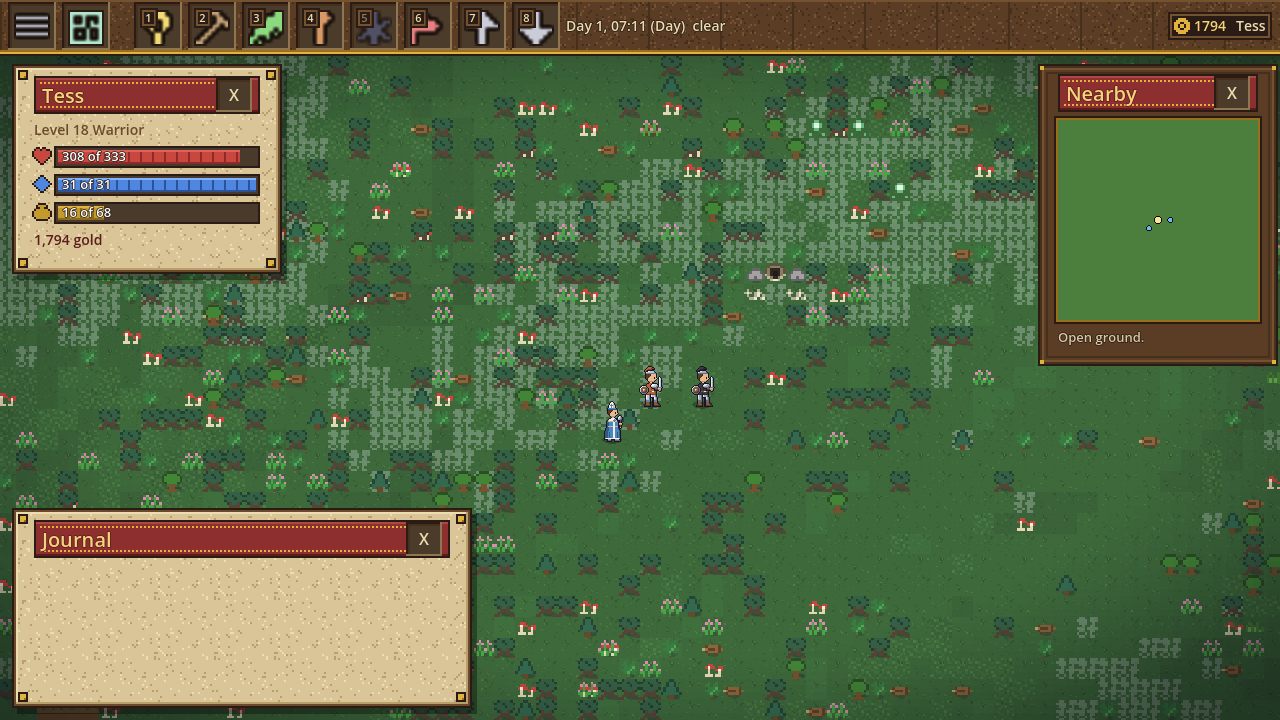 1 2 3 4 5 6 7 8 Day 1, 07:11 (Day) clear 1794 Tess
Tess X
Level 18 Warrior
308 of 333
31 of 31
16 of 68
1,794 gold
Nearby X
Open ground.
Journal X